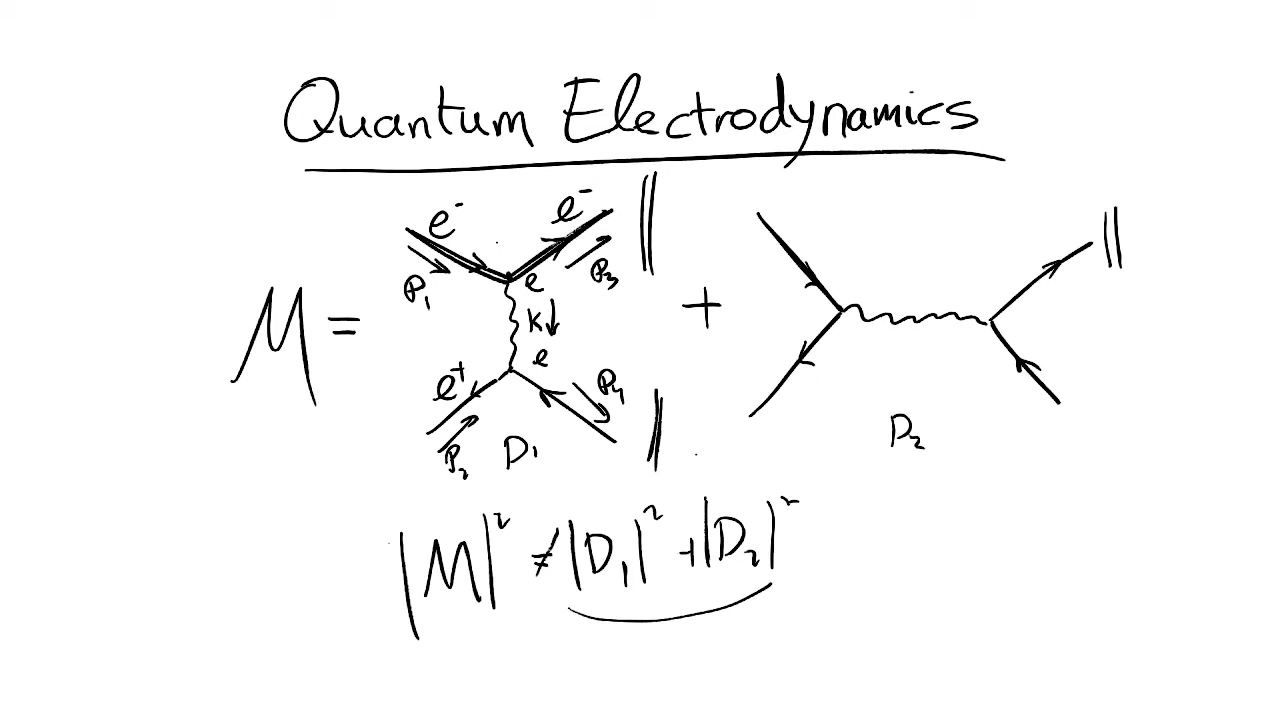 Quantum Electrodynamics
e⁻ e⁻
P₁ e P₃
M = k +
e⁺ e P₄
P₂ D₁ D₂
|M|² ≠ |D₁|² + |D₂|²